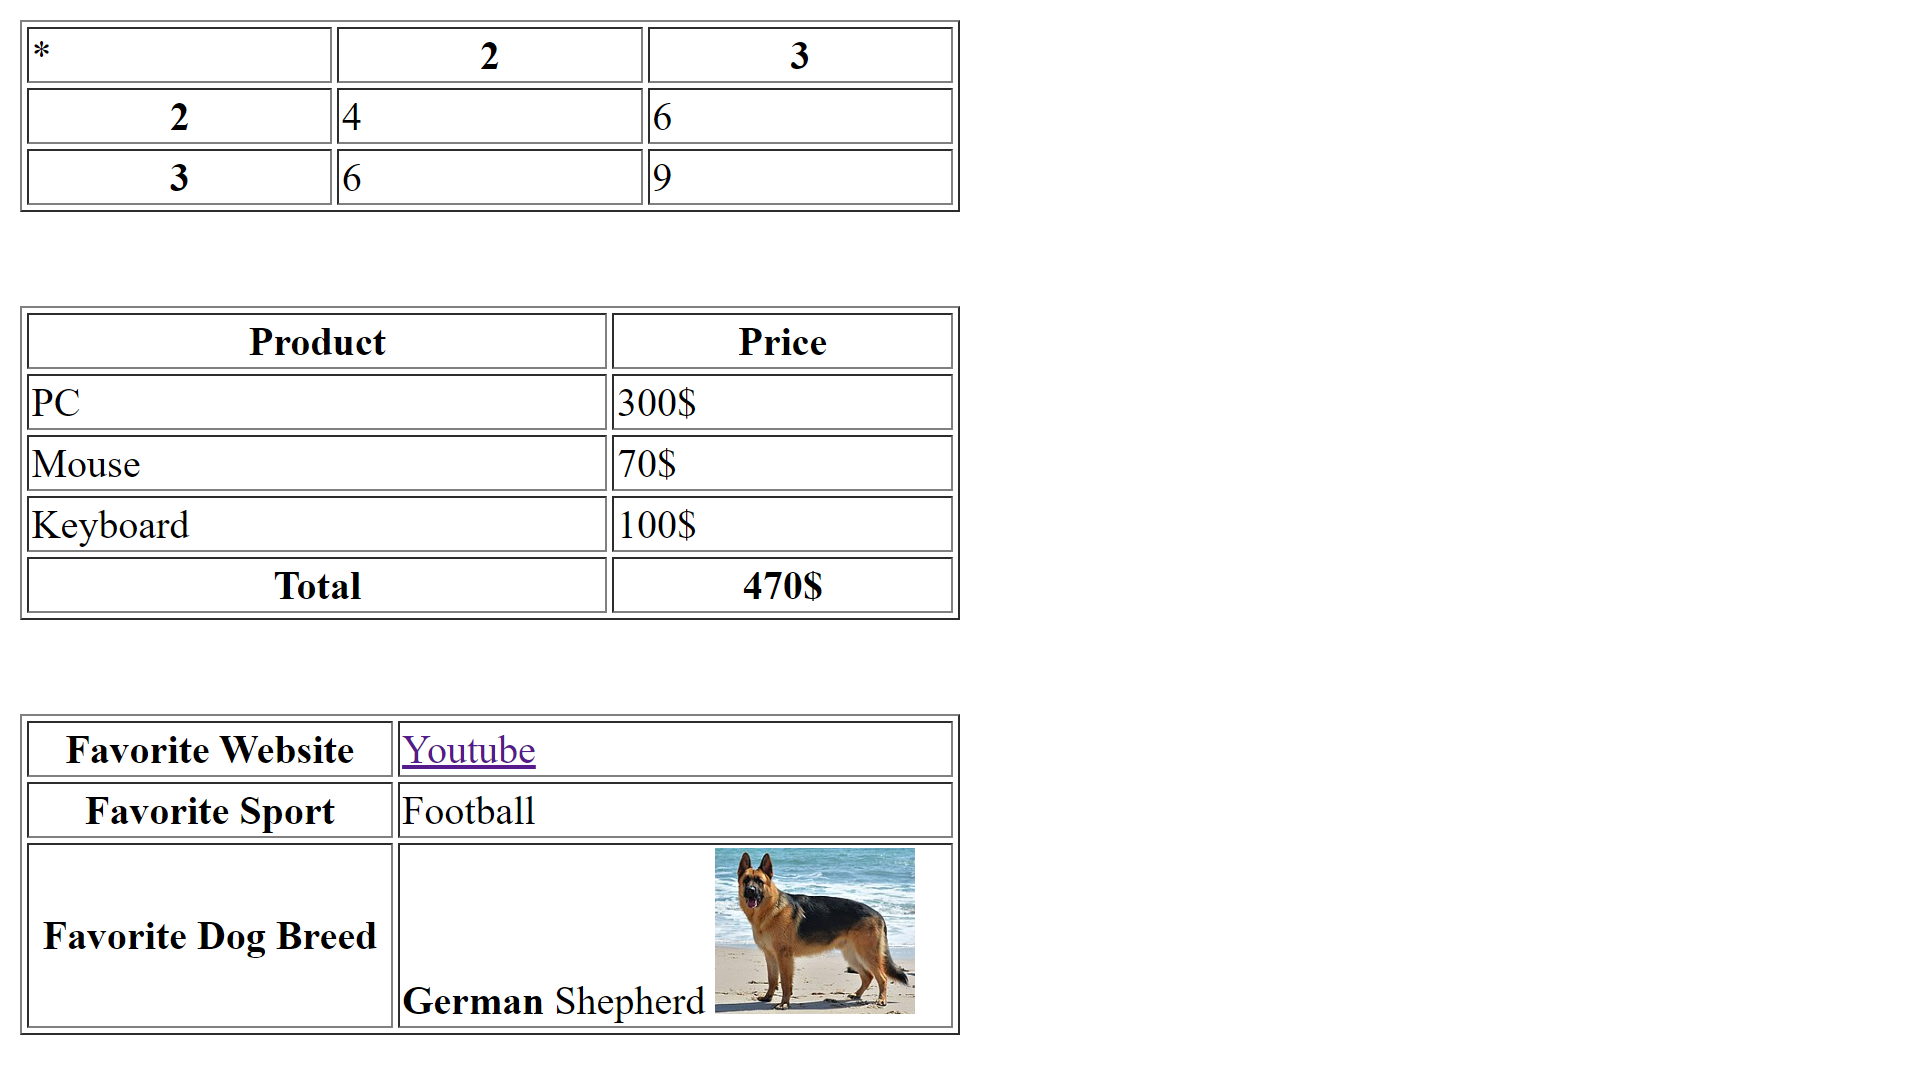 * 2 3
2 4 6
3 6 9
Product Price
PC 300$
Mouse 70$
Keyboard 100$
Total 470$
Favorite Website Youtube
Favorite Sport Football
Favorite Dog Breed German Shepherd